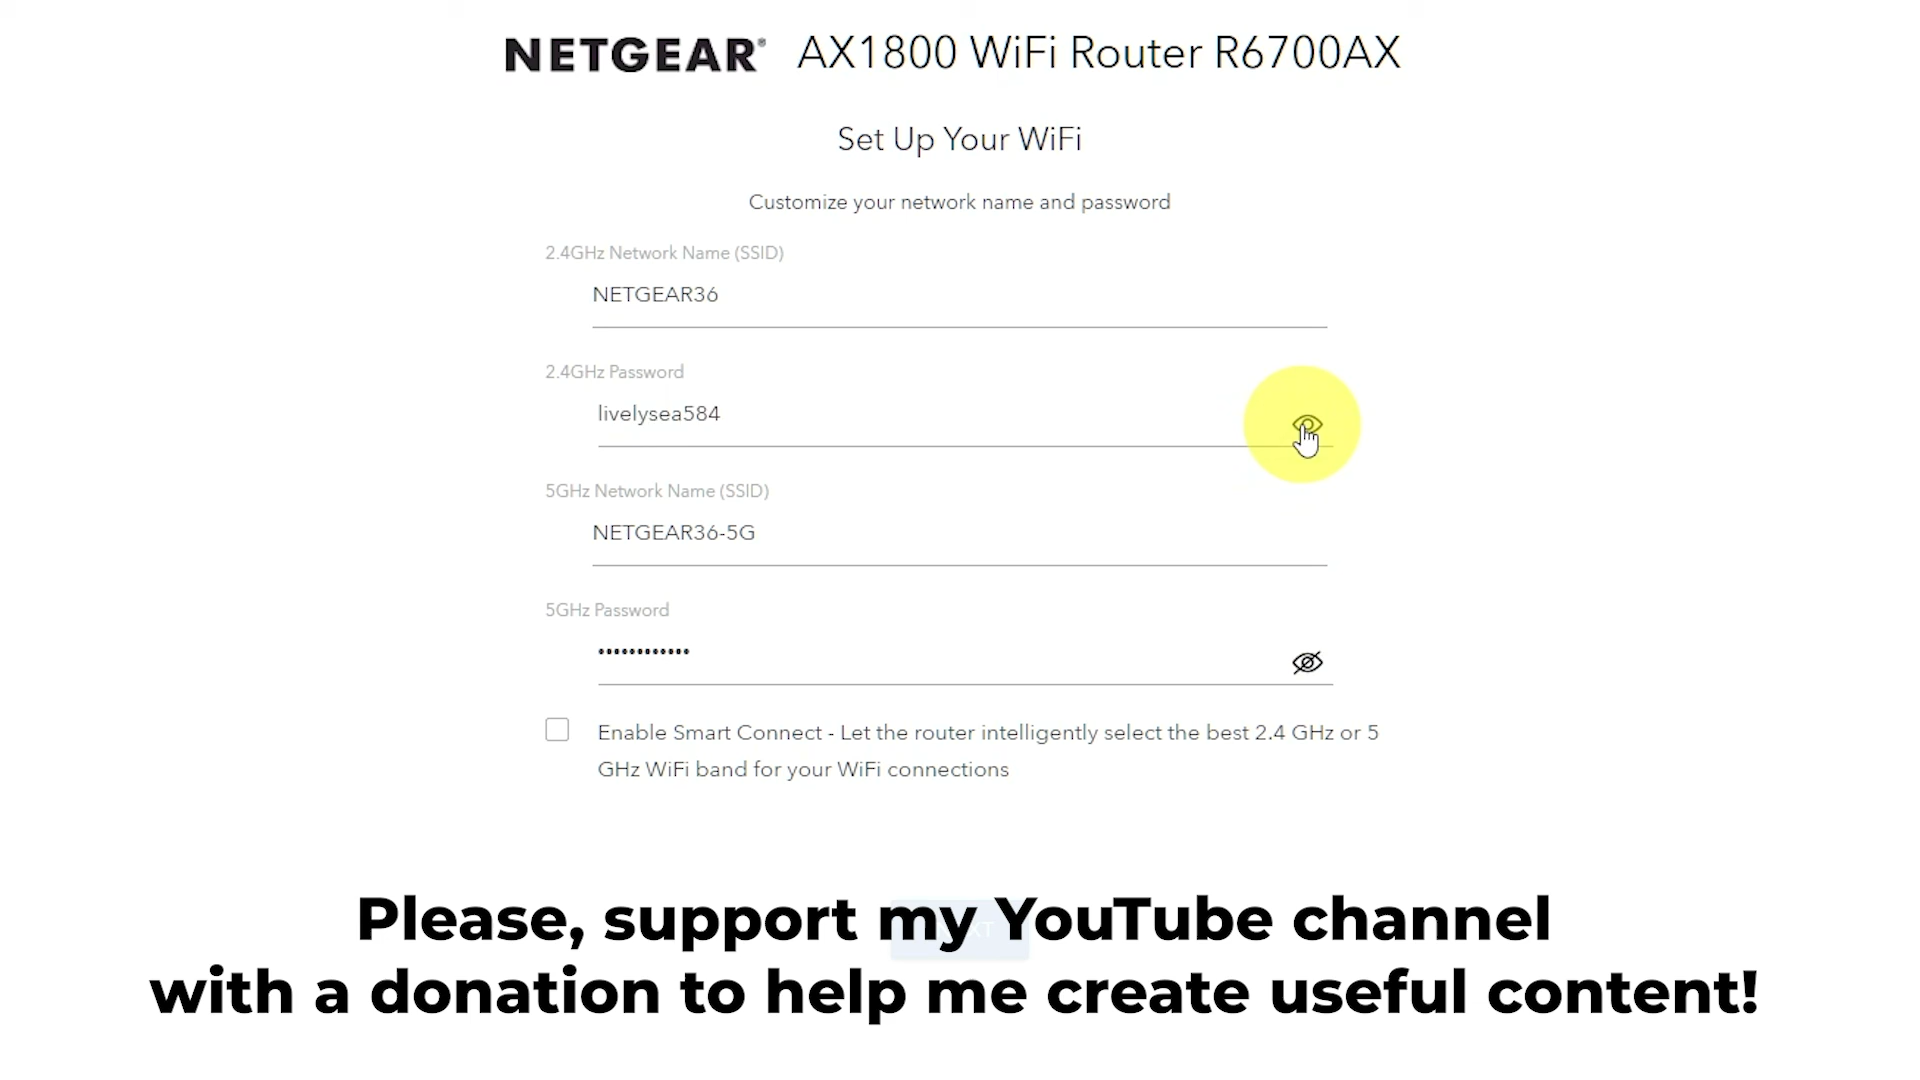 NETGEAR® AX1800 WiFi Router R6700AX
Set Up Your WiFi
Customize your network name and password
2.4GHz Network Name (SSID)
NETGEAR36
2.4GHz Password
livelysea584
5GHz Network Name (SSID)
NETGEAR36-5G
5GHz Password
••••••••••••
Enable Smart Connect - Let the router intelligently select the best 2.4 GHz or 5
GHz WiFi band for your WiFi connections
Please, support my YouTube channel
with a donation to help me create useful content!